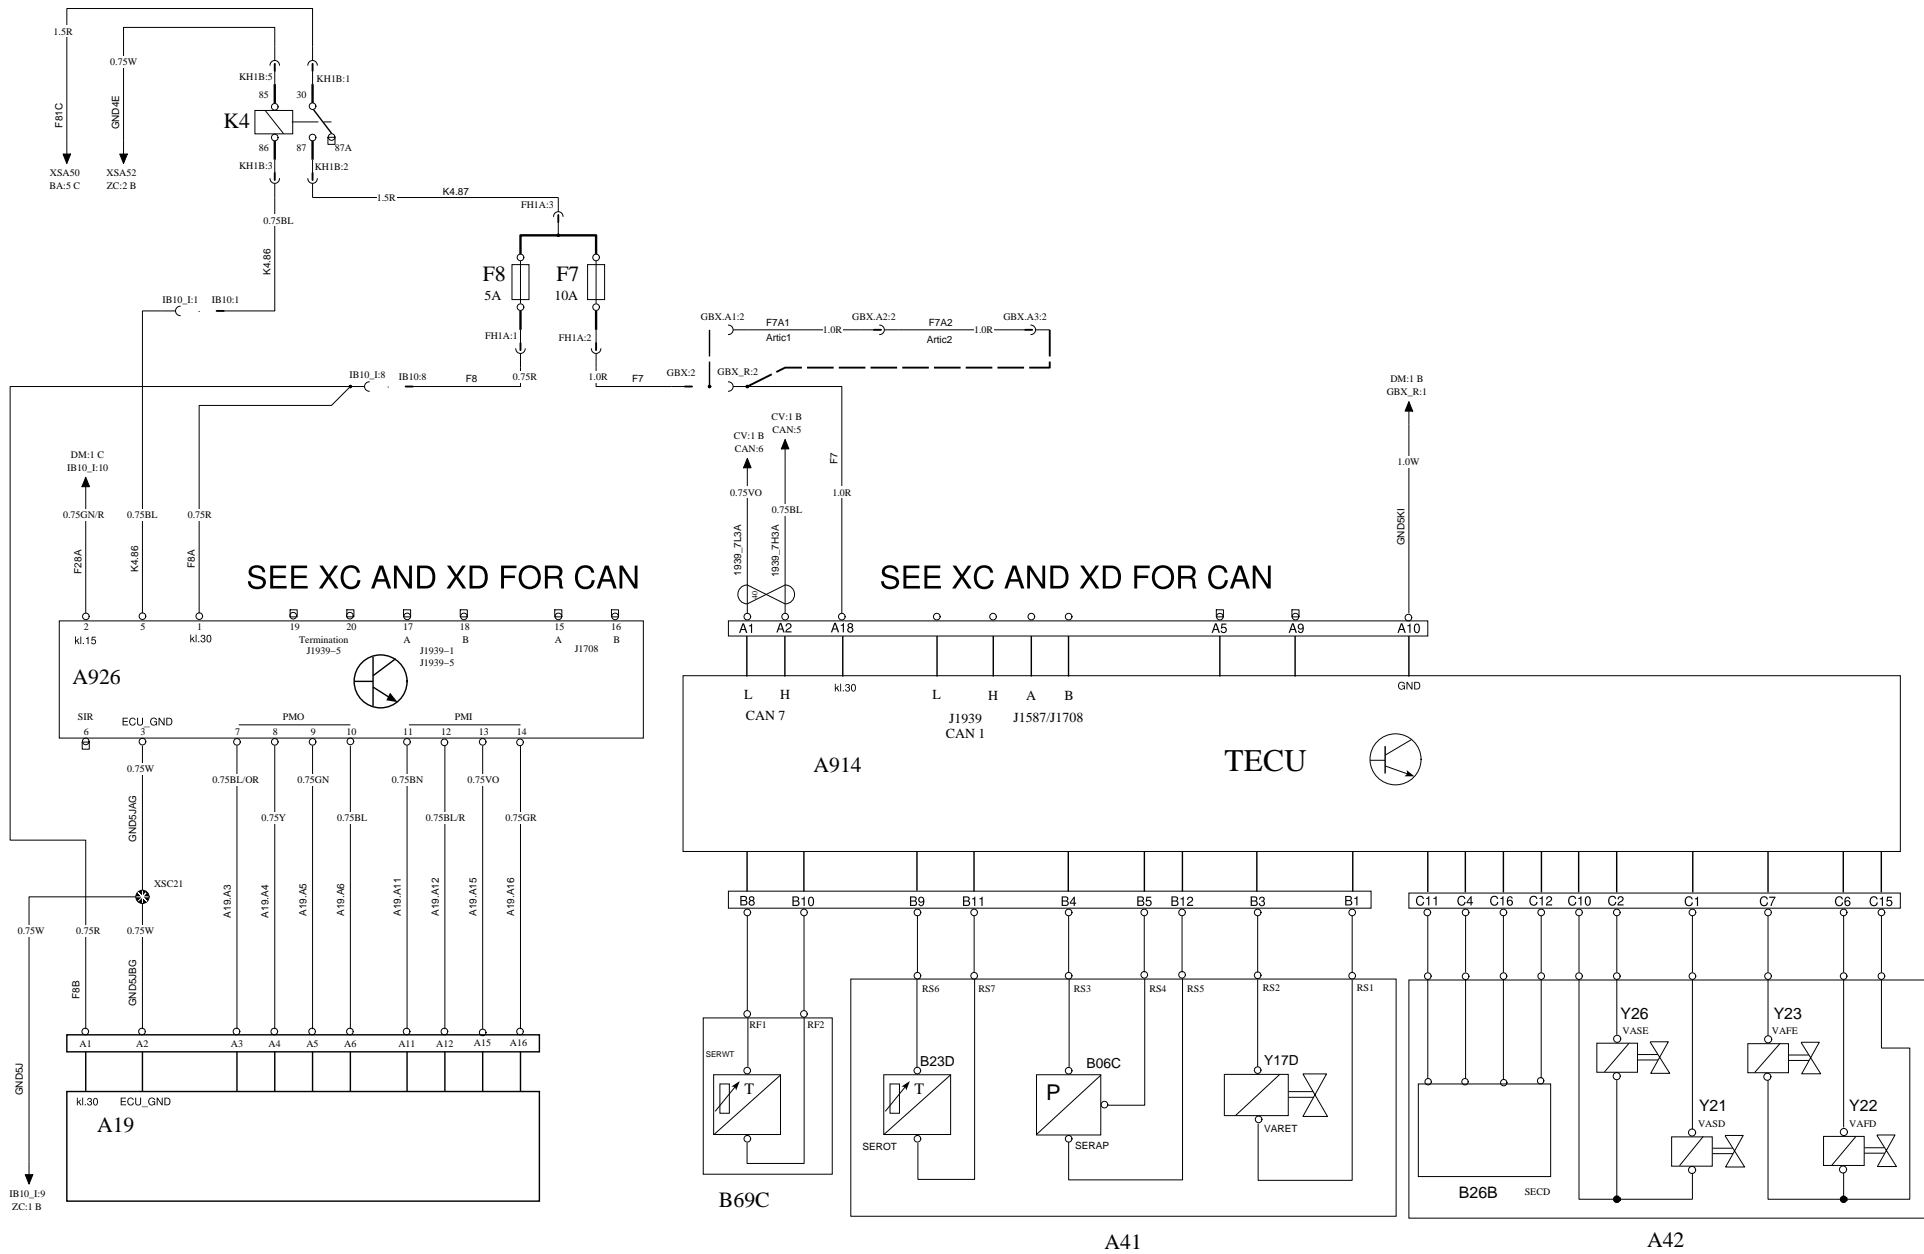 1.5R
0.75W
F81C
GND4E
XSA50
BA:5 C
XSA52
ZC:2 B
KH1B:5
KH1B:1
85
30
K4
86
87
87A
KH1B:3
KH1B:2
0.75BL
K4.86
1.5R
K4.87
FH1A:3
F8
5A
F7
10A
FH1A:1
FH1A:2
0.75R
1.0R
IB10_I:1
IB10:1
IB10_I:8
IB10:8
F8
F7
GBX:2
GBX_R:2
GBX.A1:2
F7A1
Artic1
1.0R
GBX.A2:2
F7A2
Artic2
1.0R
GBX.A3:2
DM:1 C
IB10_I:10
0.75GN/R
0.75BL
0.75R
F28A
K4.86
F8A
CV:1 B
CAN:6
CV:1 B
CAN:5
0.75VO
0.75BL
1939_7L3A
1939_7H3A
40
F7
1.0R
DM:1 B
GBX_R:1
1.0W
GND5KI
SEE XC AND XD FOR CAN
SEE XC AND XD FOR CAN
2
5
1
19
20
17
18
15
16
kl.15
kl.30
Termination
J1939-5
A
B
J1939-1
J1939-5
A
B
J1708
A926
SIR
ECU_GND
PMO
PMI
6
3
7
8
9
10
11
12
13
14
A1
A2
A18
A5
A9
A10
L
H
kl.30
L
H
A
B
GND
CAN 7
J1939
CAN 1
J1587/J1708
A914
TECU
0.75W
0.75BL/OR
0.75GN
0.75BN
0.75VO
0.75Y
0.75BL
0.75BL/R
0.75GR
GND5JAG
A19.A3
A19.A4
A19.A5
A19.A6
A19.A11
A19.A12
A19.A15
A19.A16
XSC21
0.75W
0.75R
0.75W
F8B
GND5JBG
GND5J
A1
A2
A3
A4
A5
A6
A11
A12
A15
A16
kl.30
ECU_GND
A19
IB10_I:9
ZC:1 B
B8
B10
B9
B11
B4
B5
B12
B3
B1
C11
C4
C16
C12
C10
C2
C1
C7
C6
C15
RF1
RF2
SERWT
T
B69C
RS6
RS7
RS3
RS4
RS5
RS2
RS1
B23D
T
SEROT
B06C
P
SERAP
Y17D
VARET
A41
B26B
SECD
Y26
VASE
Y21
VASD
Y23
VAFE
Y22
VAFD
A42